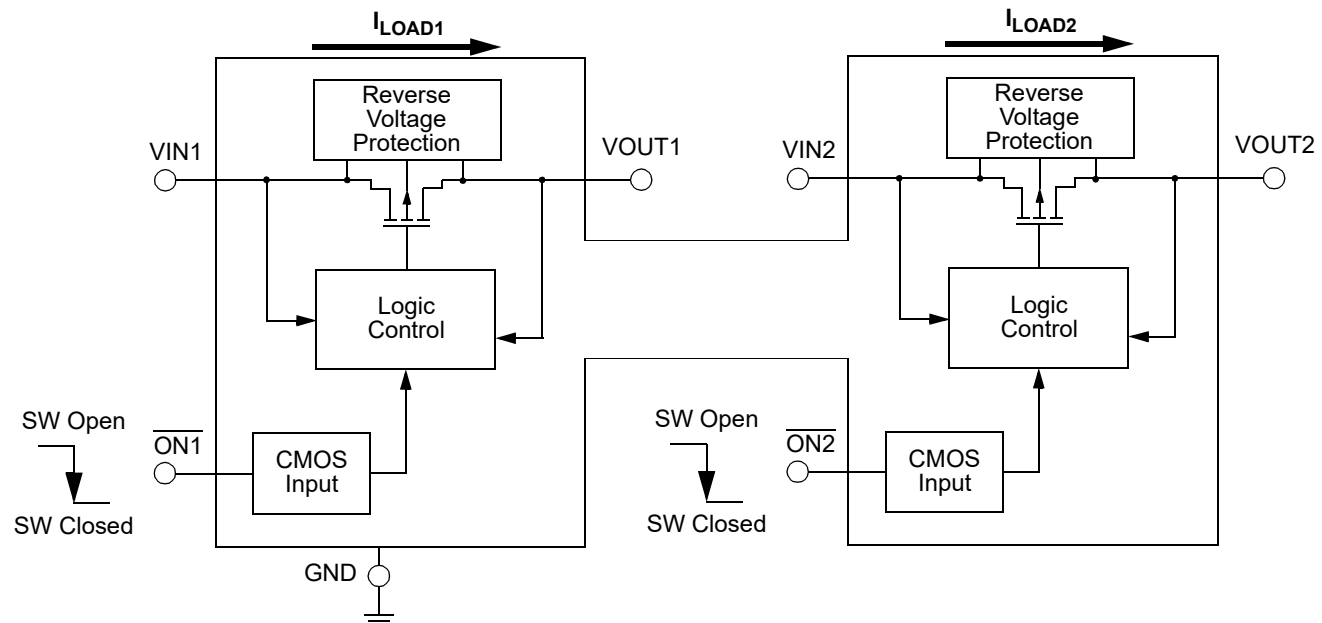 ILOAD1
Reverse
Voltage
Protection
VIN1
VOUT1
Logic
Control
SW Open
SW Closed
ON1
CMOS
Input
GND
ILOAD2
Reverse
Voltage
Protection
VIN2
VOUT2
Logic
Control
SW Open
SW Closed
ON2
CMOS
Input